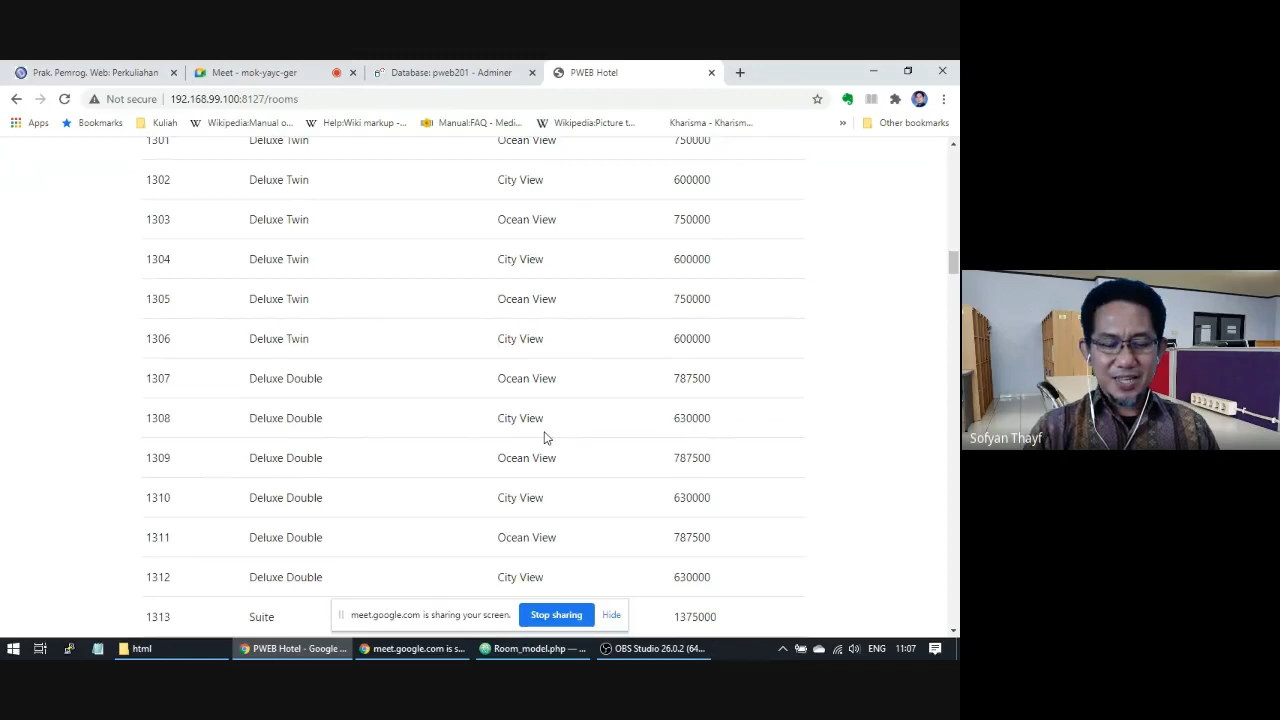 Prak. Pemrog. Web: Perkuliahan
Meet - mok-yayc-ger
Database: pweb201 - Adminer
PWEB Hotel
Not secure | 192.168.99.100:8127/rooms
Apps
Bookmarks
Kuliah
Wikipedia:Manual o...
Help:Wiki markup -...
Manual:FAQ - Medi...
Wikipedia:Picture t...
Kharisma - Kharism...
»
Other bookmarks
1301 Deluxe Twin Ocean View 750000
1302 Deluxe Twin City View 600000
1303 Deluxe Twin Ocean View 750000
1304 Deluxe Twin City View 600000
1305 Deluxe Twin Ocean View 750000
1306 Deluxe Twin City View 600000
1307 Deluxe Double Ocean View 787500
1308 Deluxe Double City View 630000
1309 Deluxe Double Ocean View 787500
1310 Deluxe Double City View 630000
1311 Deluxe Double Ocean View 787500
1312 Deluxe Double City View 630000
1313 Suite 1375000
meet.google.com is sharing your screen.
Stop sharing
Hide
html
PWEB Hotel - Google ...
meet.google.com is s...
Room_model.php — ...
OBS Studio 26.0.2 (64...
ENG
11:07
Sofyan Thayf